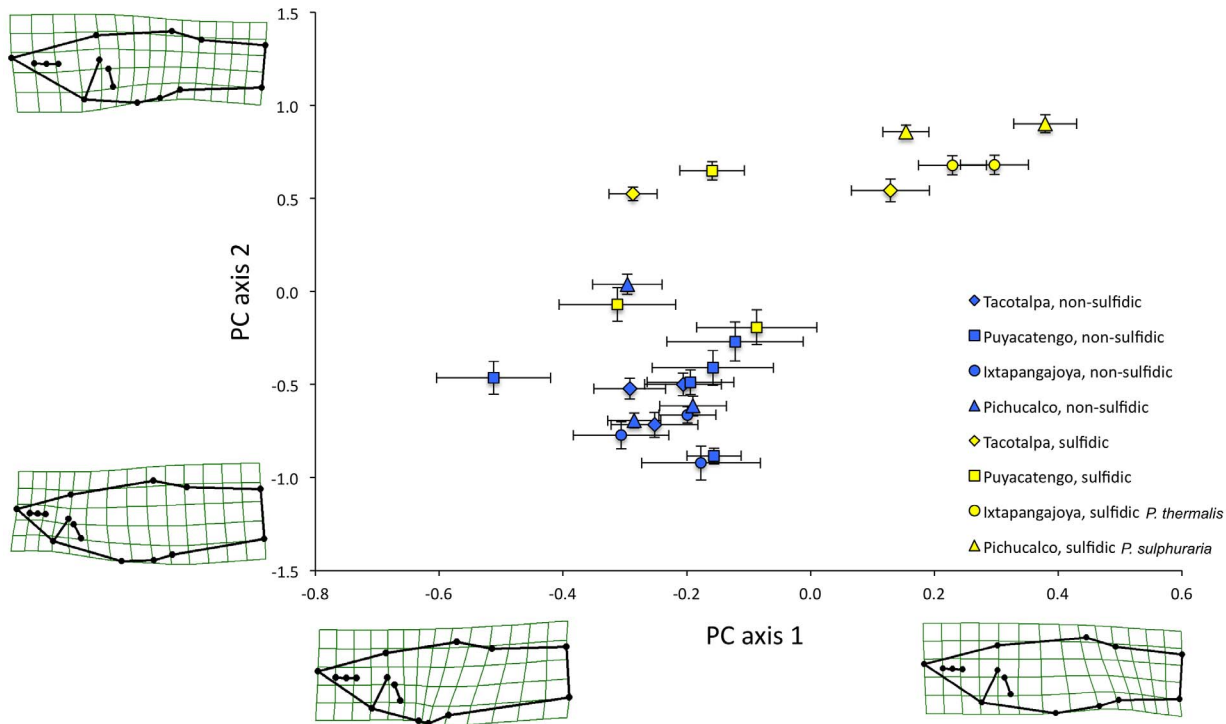 1.5
1.0
0.5
0.0
-0.5
-1.0
-1.5
PC axis 2
-0.8
-0.6
-0.4
-0.2
0.0
0.2
0.4
0.6
PC axis 1
Tacotalpa, non-sulfidic
Puyacatengo, non-sulfidic
Ixtapangajoya, non-sulfidic
Pichucalco, non-sulfidic
Tacotalpa, sulfidic
Puyacatengo, sulfidic
Ixtapangajoya, sulfidic P. thermalis
Pichucalco, sulfidic P. sulphuraria